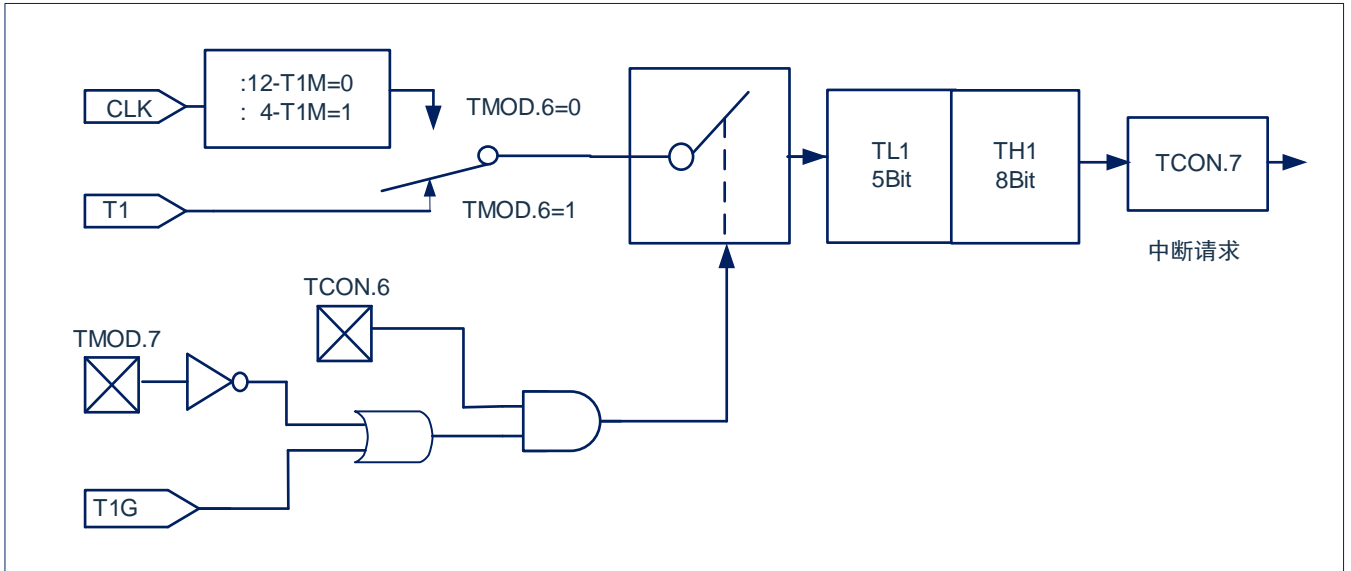 :12-T1M=0
: 4-T1M=1
CLK
TMOD.6=0
T1
TMOD.6=1
TL1
5Bit
TH1
8Bit
TCON.7
中断请求
TCON.6
TMOD.7
T1G